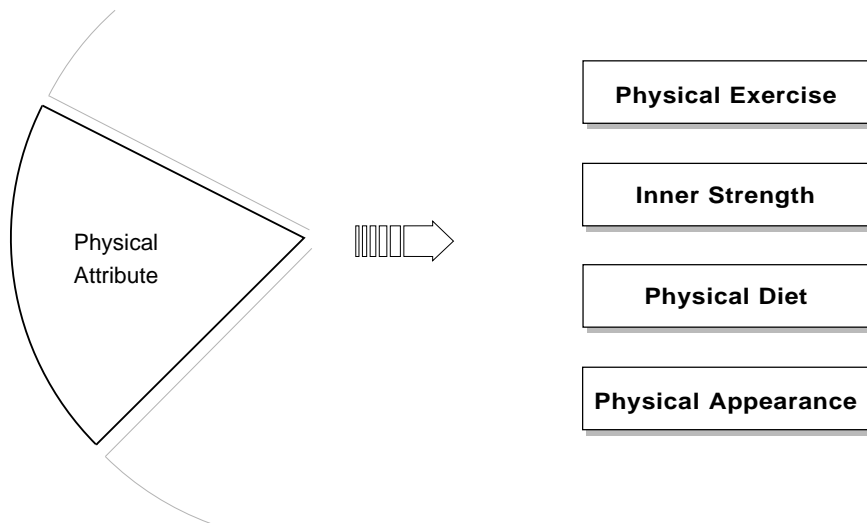 Physical
Attribute
Physical Exercise
Inner Strength
Physical Diet
Physical Appearance